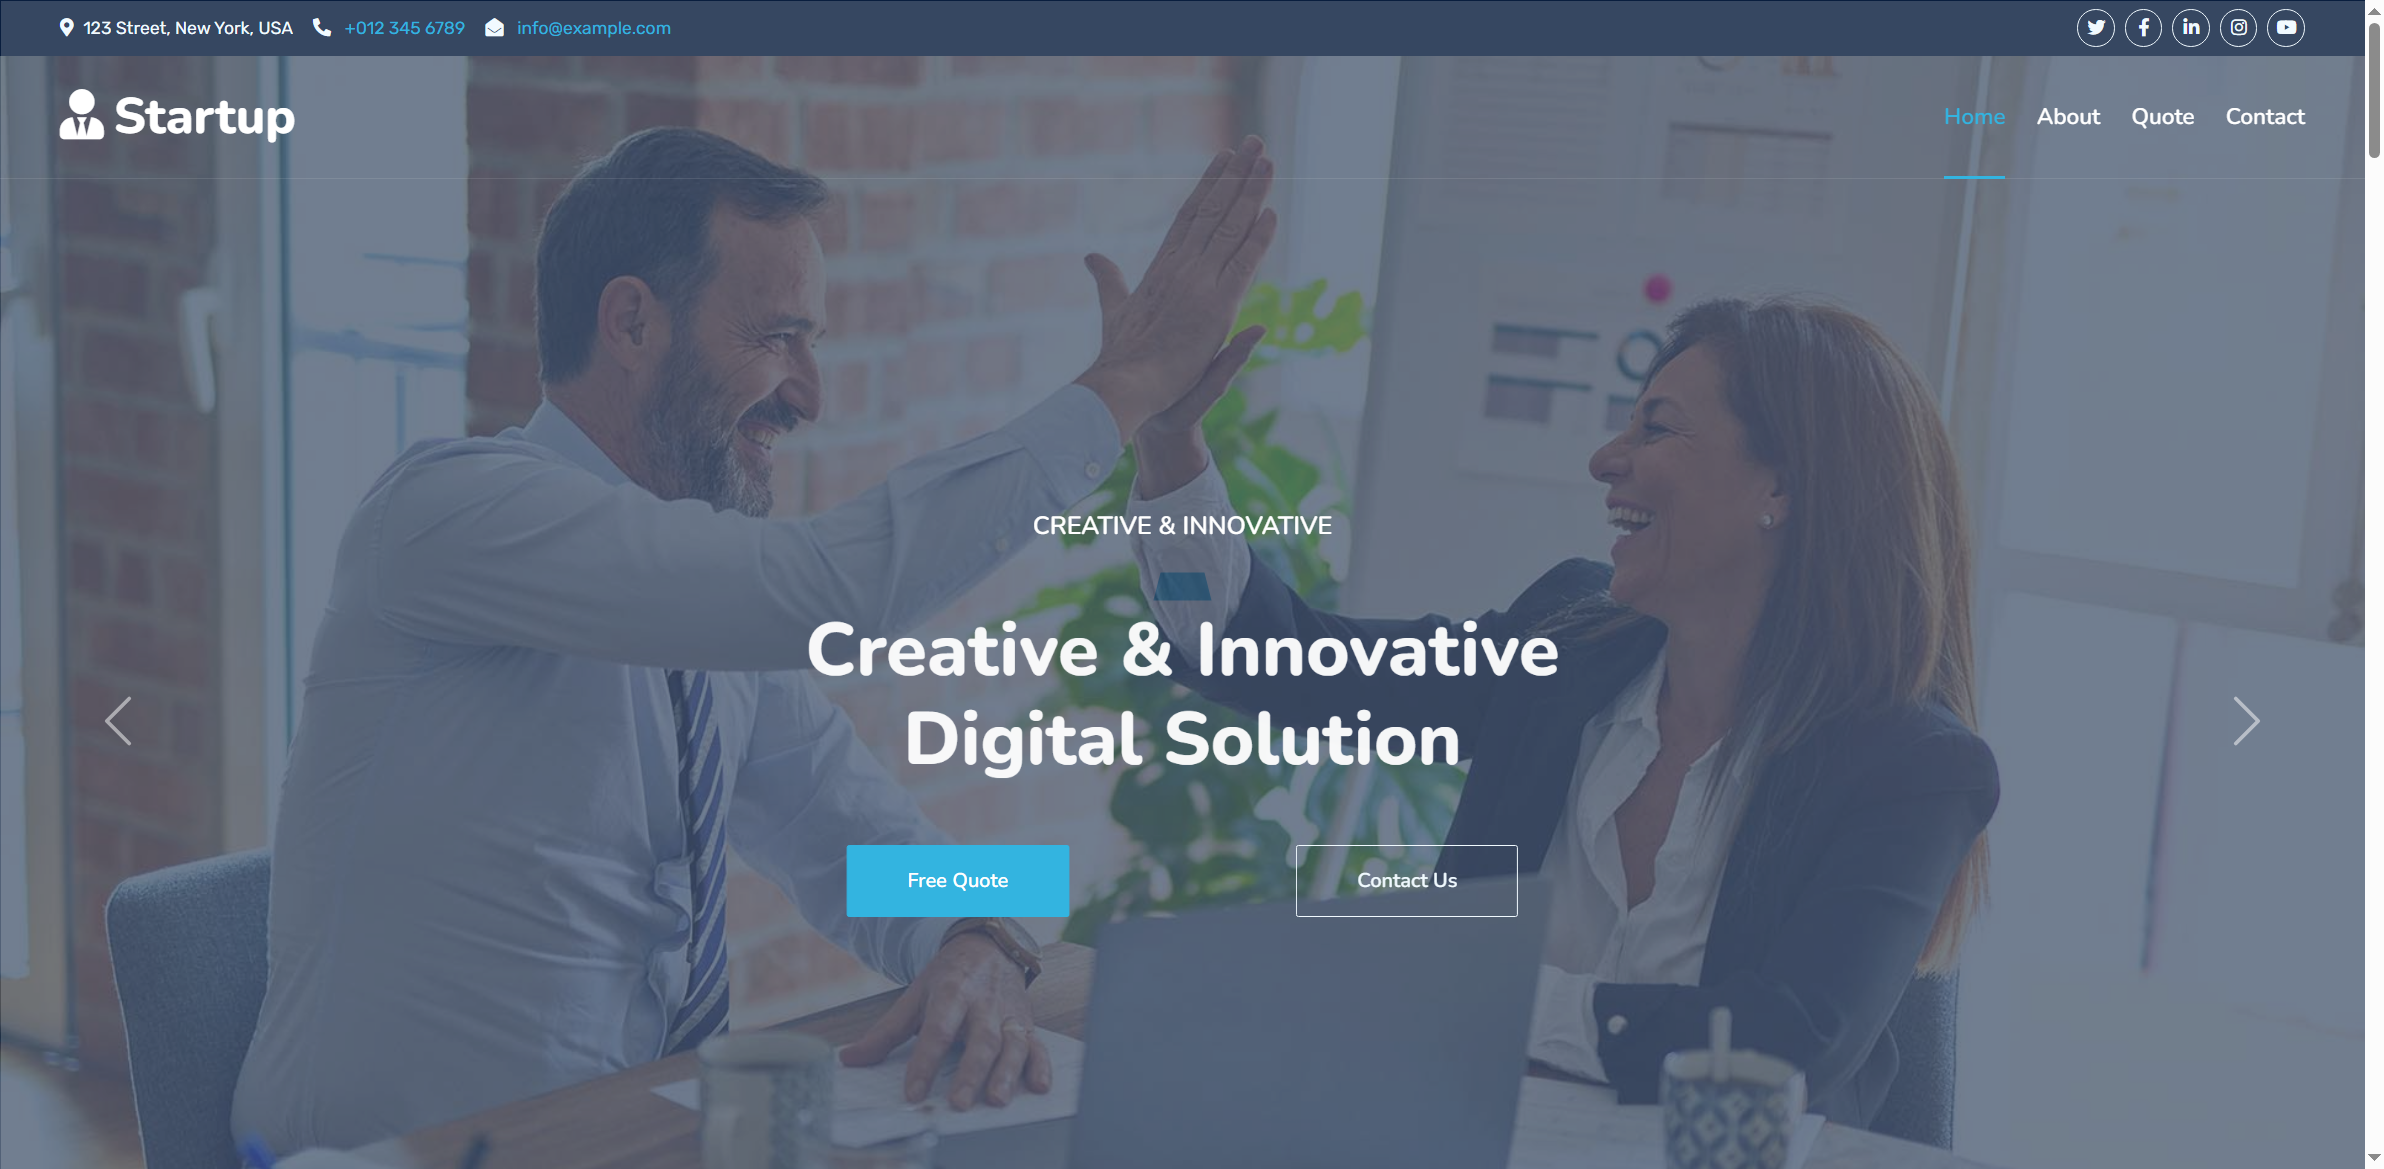 123 Street, New York, USA +012 345 6789 info@example.com
Startup
Home About Quote Contact
CREATIVE & INNOVATIVE
Creative & Innovative
Digital Solution
Free Quote Contact Us